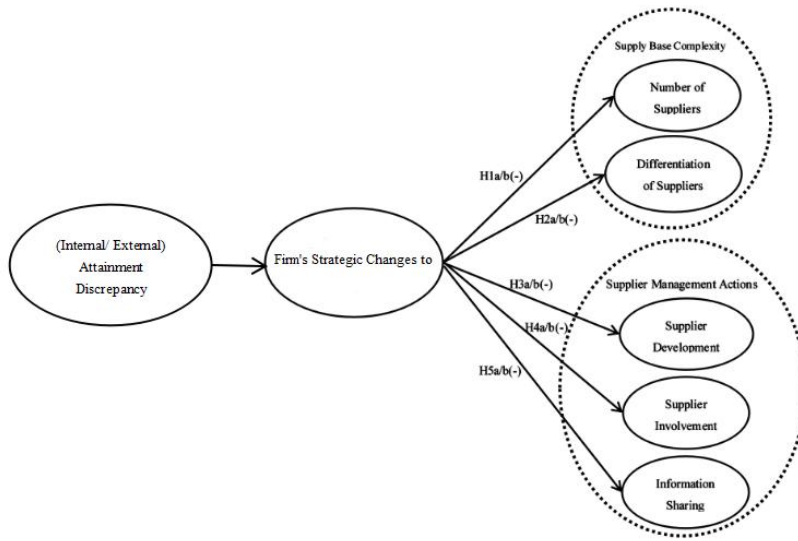 Supply Base Complexity
Number of
Suppliers
H1a/b(-)
Differentiation
of Suppliers
H2a/b(-)
(Internal/ External)
Attainment
Discrepancy
Firm's Strategic Changes to
H3a/b(-)
Supplier Management Actions
H4a/b(-)
Supplier
Development
H5a/b(-)
Supplier
Involvement
Information
Sharing